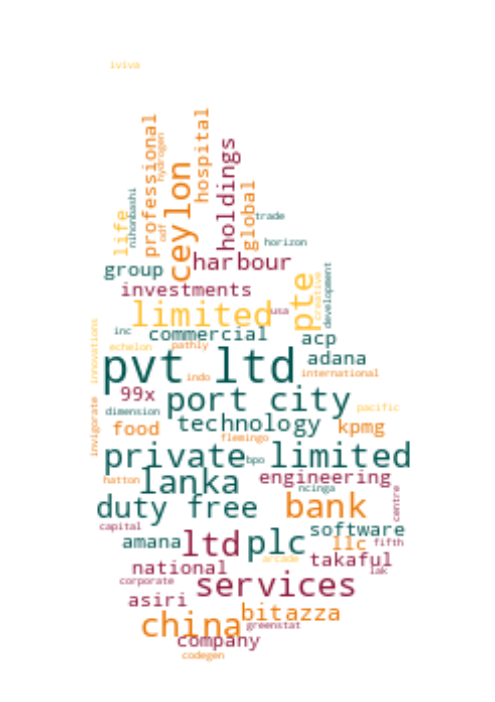 iviva
professional
hydrogen
odf
hospital
ceylon
holdings
global
life
nihonbashi
trade
horizon
harbour
group
investments
pte
creative
development
limited
usa
inc
commercial
acp
echelon
pathly
adana
innovations
pvt ltd
indo
international
99x
port city
pacific
dimension
invigorate
food
technology
kpmg
flemingo
private limited
bpo
hatton
lanka
engineering
ncinga
centre
duty free
bank
capital
software
amana
ltd
plc
llc
fifth
arcade
takaful
national
lak
corporate
services
asiri
bitazza
china
greenstat
company
codegen